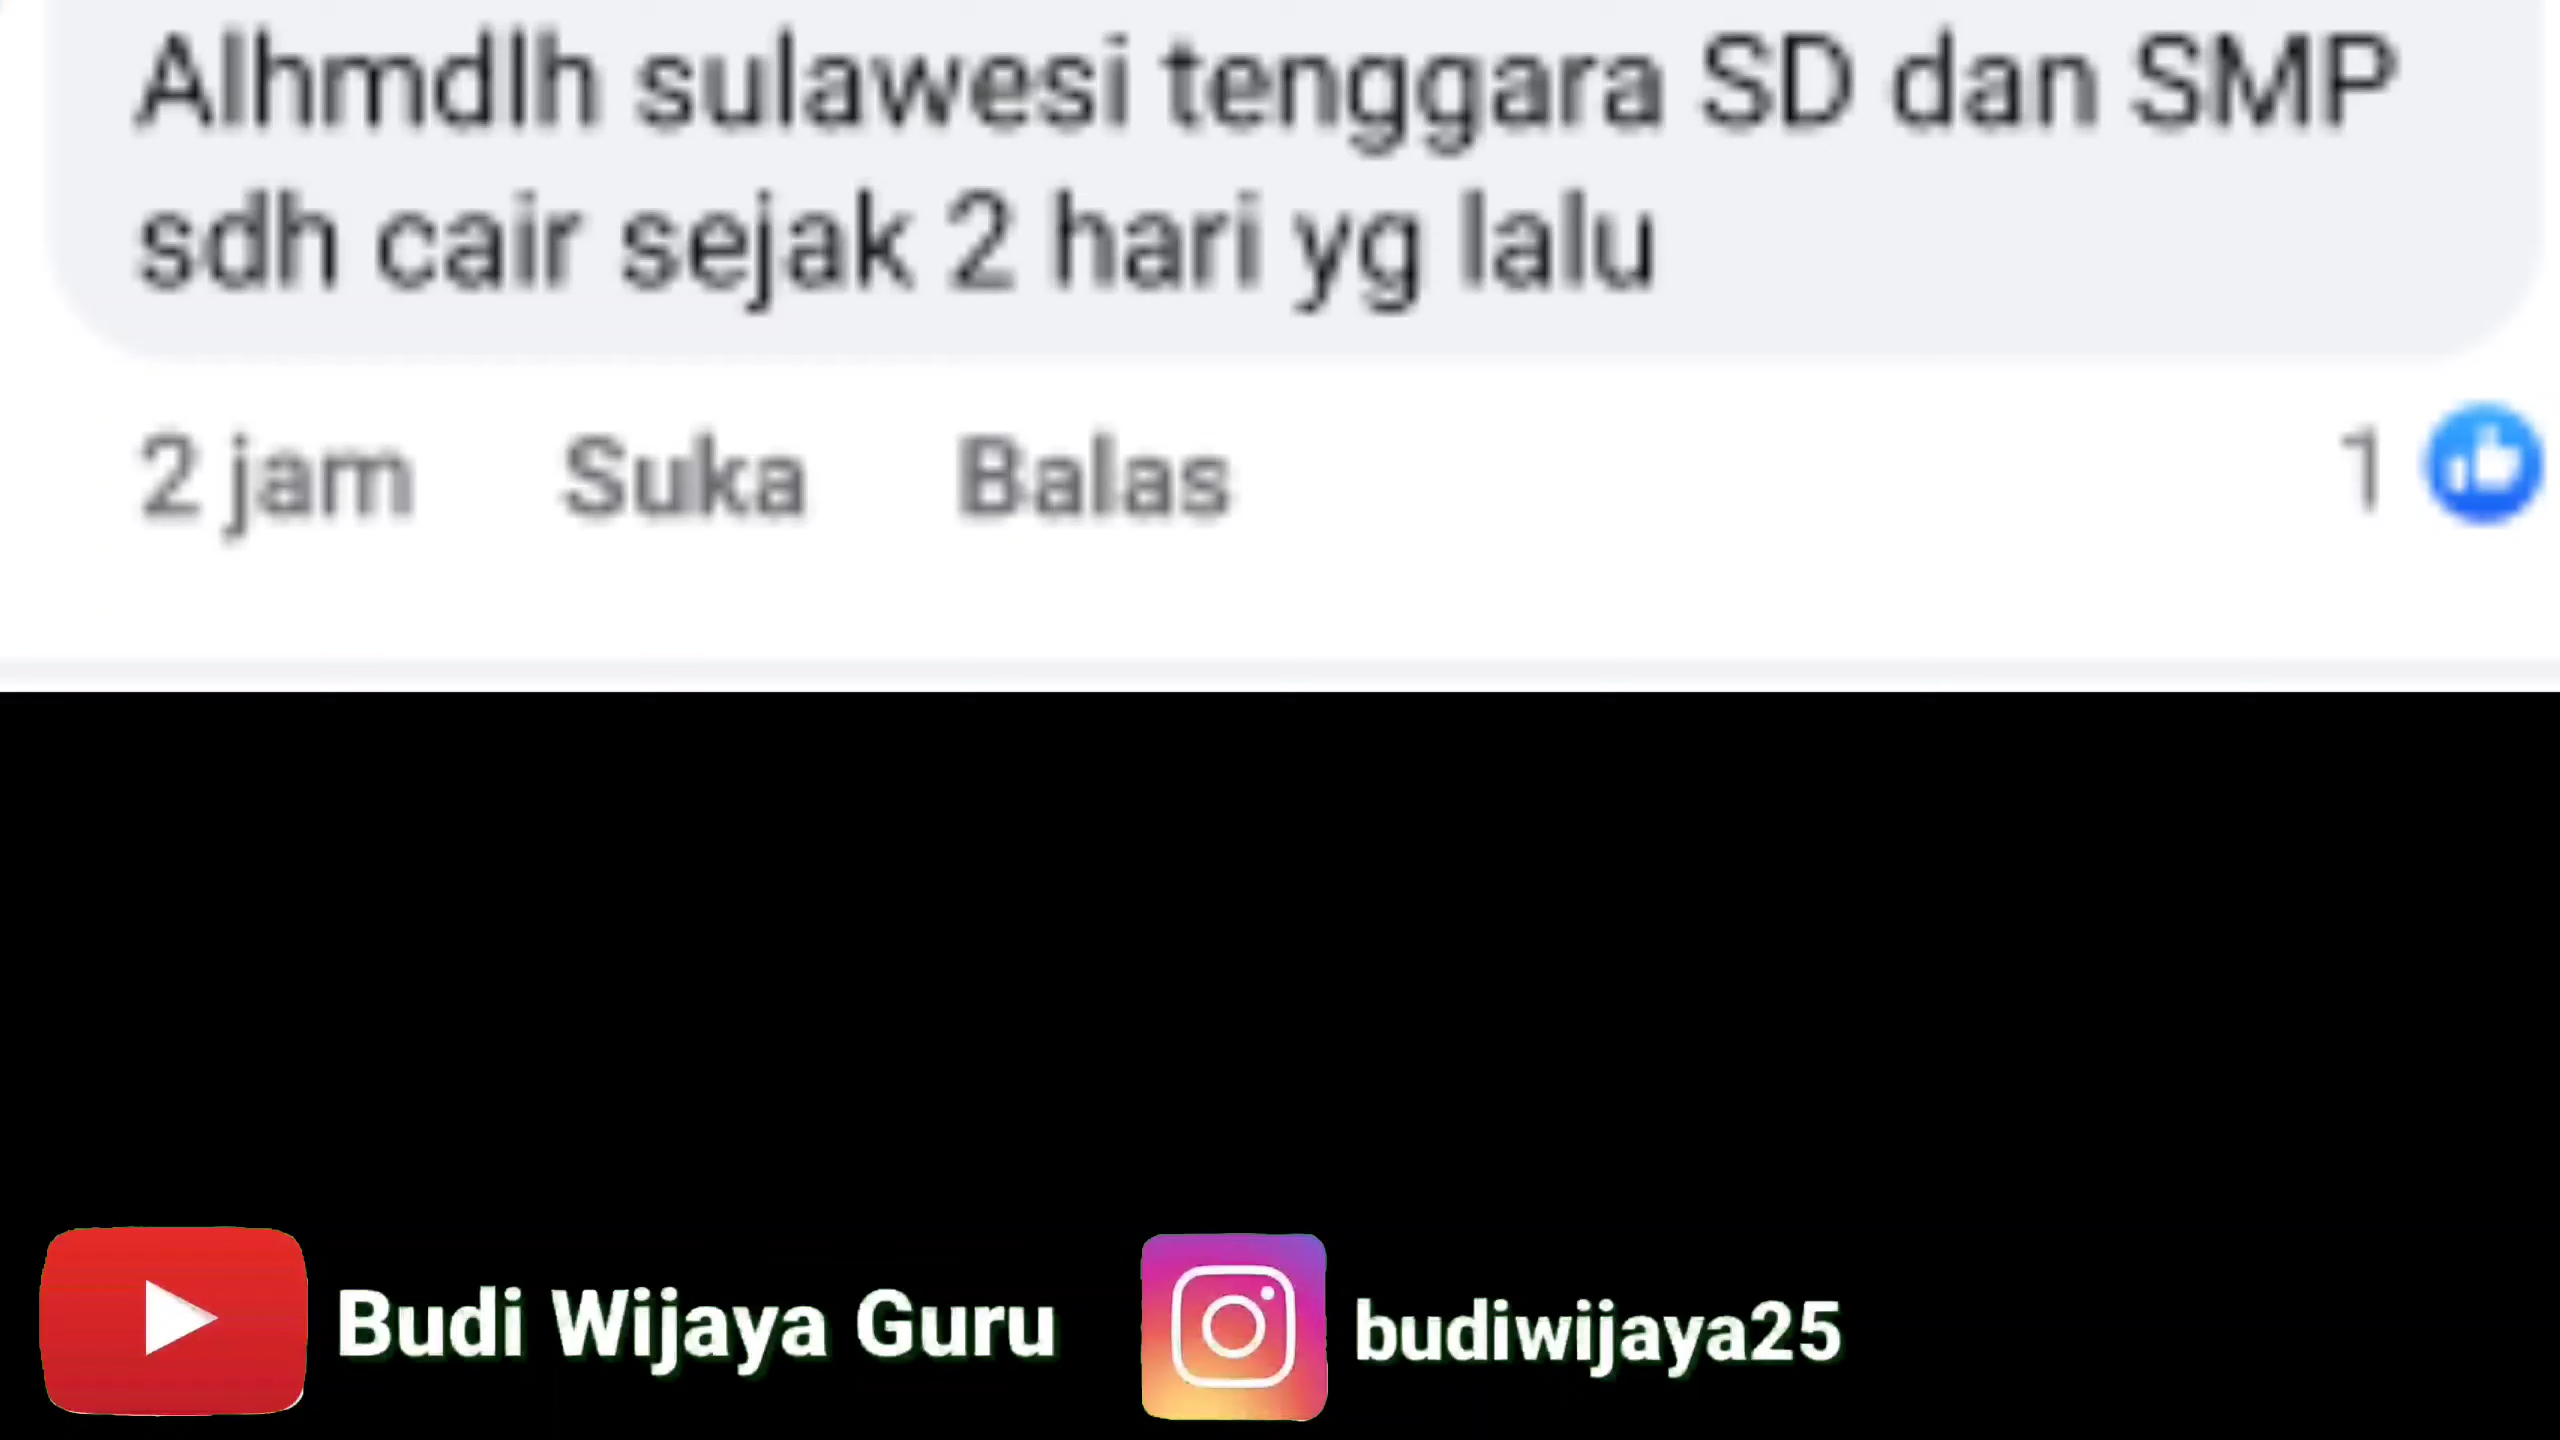 Alhmdlh sulawesi tenggara SD dan SMP
sdh cair sejak 2 hari yg lalu
2 jam Suka Balas 1
Budi Wijaya Guru budiwijaya25